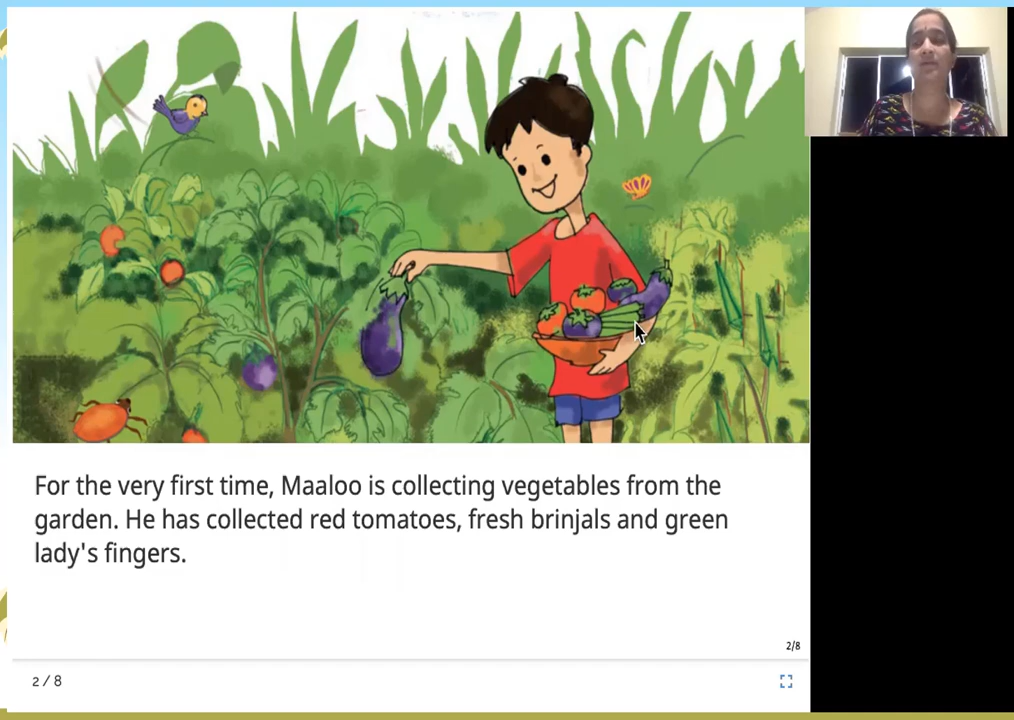 For the very first time, Maaloo is collecting vegetables from the
garden. He has collected red tomatoes, fresh brinjals and green
lady's fingers.
2/8
2 / 8